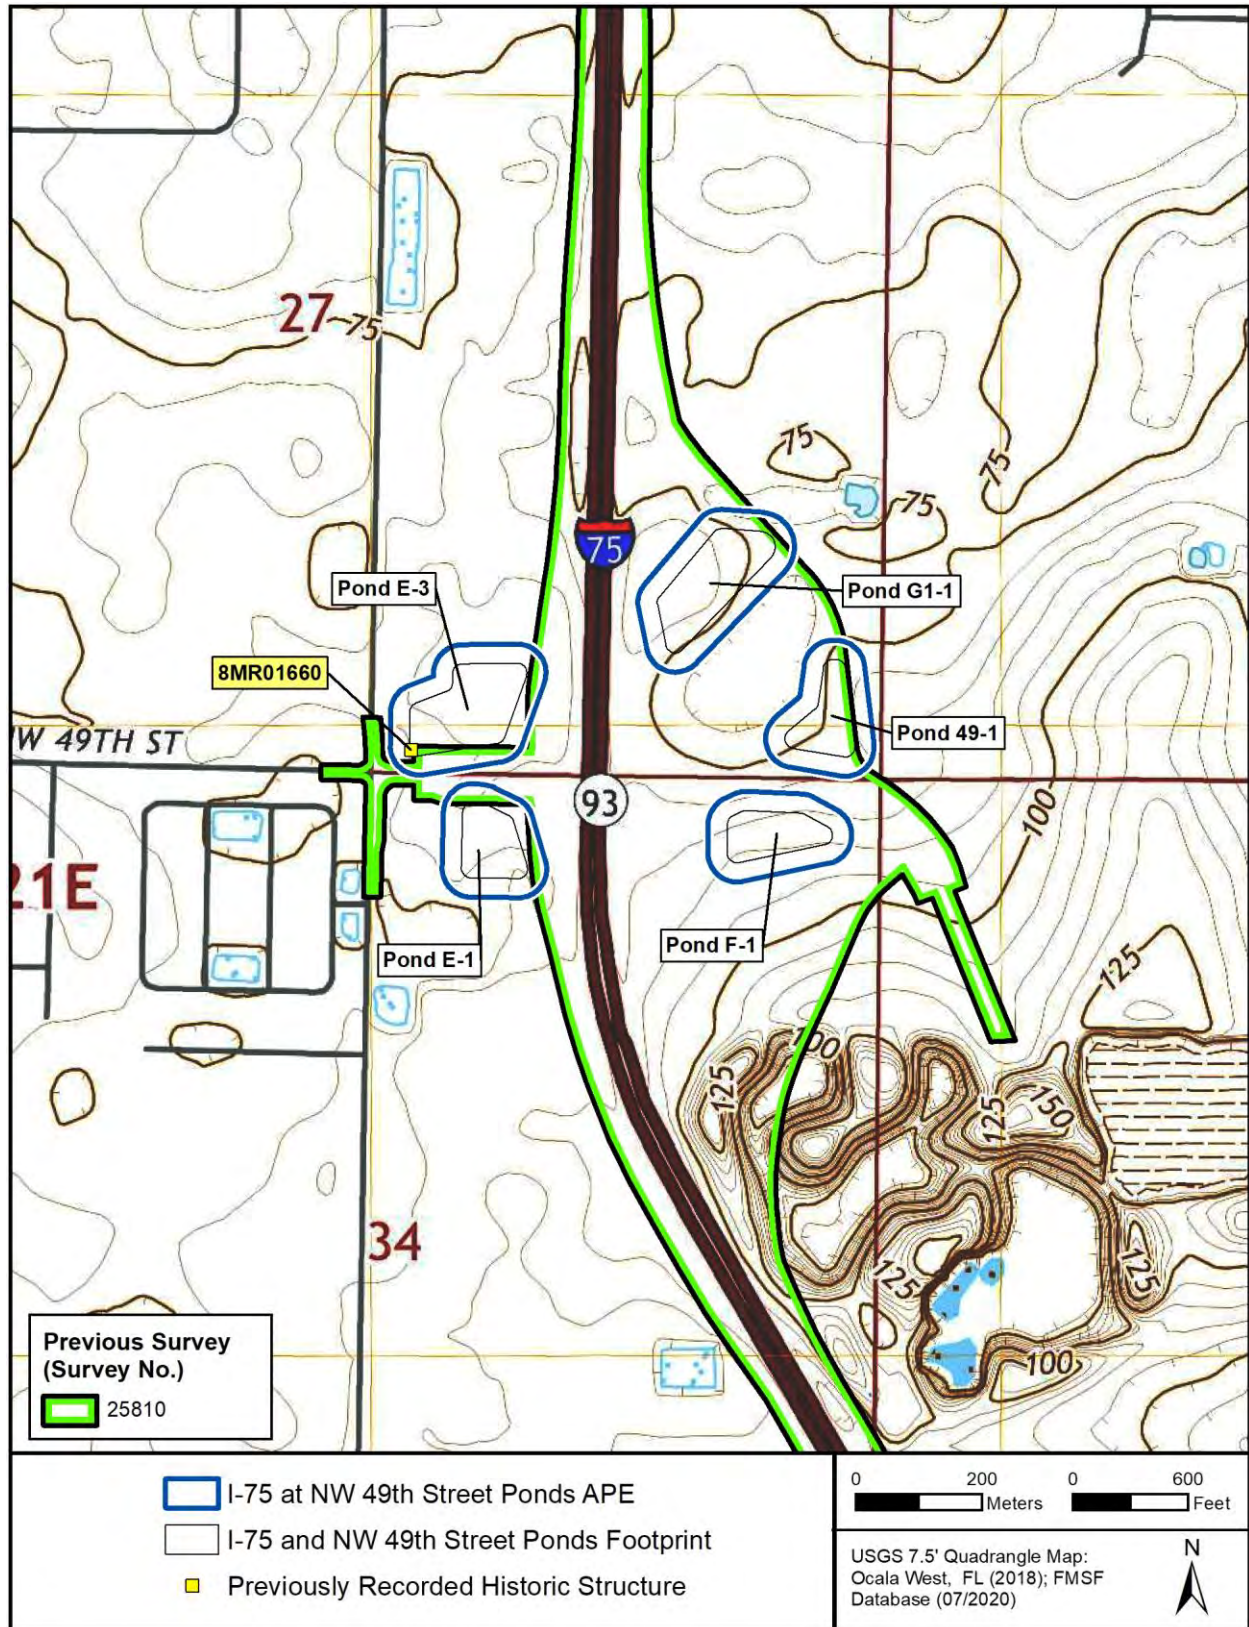 27
75
75
75
75
75
Pond E-3
Pond G1-1
8MR01660
Pond 49-1
W 49TH ST
93
100
21E
Pond E-1
Pond F-1
125
100
125
125
150
34
125
125
100
Previous Survey
(Survey No.)
25810
I-75 at NW 49th Street Ponds APE
I-75 and NW 49th Street Ponds Footprint
Previously Recorded Historic Structure
0 200 Meters
0 600 Feet
USGS 7.5' Quadrangle Map:
Ocala West, FL (2018); FMSF
Database (07/2020)
N